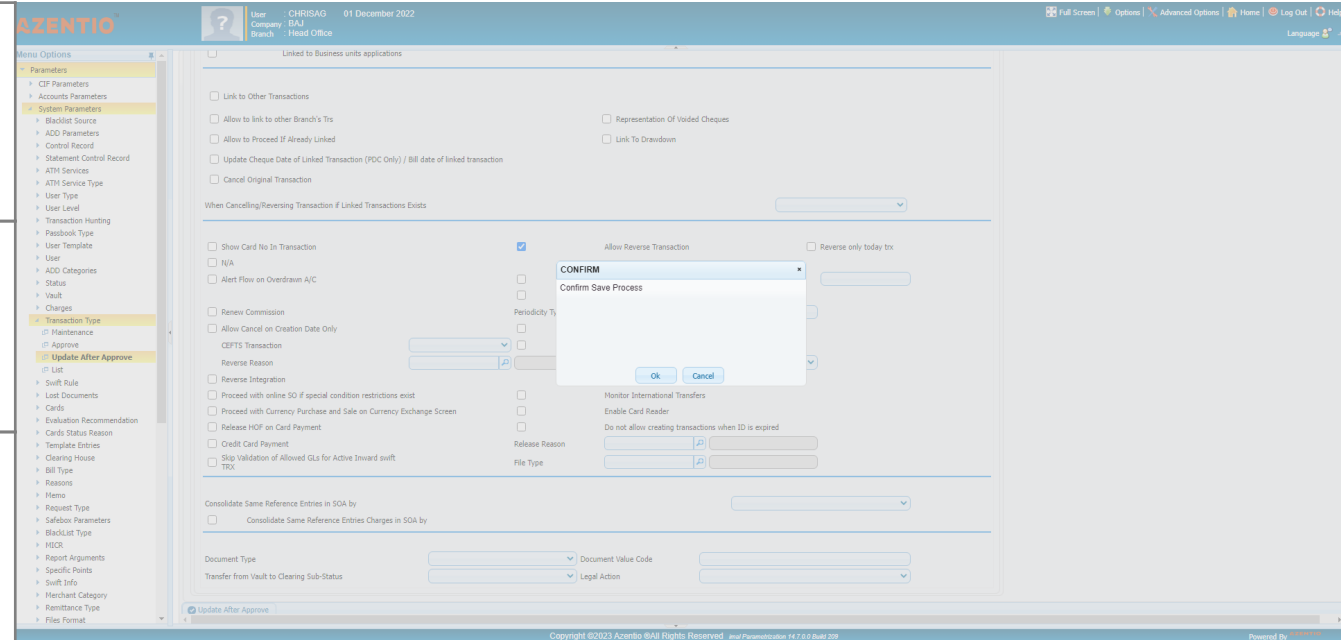 AZENTIO
User : CHRISAG 01 December 2022
Company : BAJ
Branch : Head Office
Full Screen | Options | Advanced Options | Home | Log Out | Help
Language
Menu Options
Parameters
CIF Parameters
Accounts Parameters
System Parameters
Blacklist Source
ADD Parameters
Control Record
Statement Control Record
ATM Services
ATM Service Type
User Type
User Level
Transaction Hunting
Passbook Type
User Template
User
ADD Categories
Status
Vault
Charges
Transaction Type
Maintenance
Approve
Update After Approve
List
Swift Rule
Lost Documents
Cards
Evaluation Recommendation
Cards Status Reason
Template Entries
Clearing House
Bill Type
Reasons
Memo
Request Type
Safebox Parameters
BlackList Type
MICR
Report Arguments
Specific Points
Swift Info
Merchant Category
Remittance Type
Files Format
Linked to Business units applications
Link to Other Transactions
Allow to link to other Branch's Trs Representation Of Voided Cheques
Allow to Proceed If Already Linked Link To Drawdown
Update Cheque Date of Linked Transaction (PDC Only) / Bill date of linked transaction
Cancel Original Transaction
When Cancelling/Reversing Transaction if Linked Transactions Exists
Show Card No In Transaction Allow Reverse Transaction Reverse only today trx
N/A
Alert Flow on Overdrawn A/C
Renew Commission Periodicity Ty
Allow Cancel on Creation Date Only
CEFTS Transaction
Reverse Reason
Reverse Integration
CONFIRM
Confirm Save Process
Ok Cancel
Proceed with online SO if special condition restrictions exist Monitor International Transfers
Proceed with Currency Purchase and Sale on Currency Exchange Screen Enable Card Reader
Release HOF on Card Payment Do not allow creating transactions when ID is expired
Credit Card Payment Release Reason
Skip Validation of Allowed GLs for Active Inward swift
TRX File Type
Consolidate Same Reference Entries in SOA by
Consolidate Same Reference Entries Charges in SOA by
Document Type Document Value Code
Transfer from Vault to Clearing Sub-Status Legal Action
Update After Approve
Copyright ©2023 Azentio ®All Rights Reserved Imal Parametrization 14.7.0.0 Build 209
Powered By